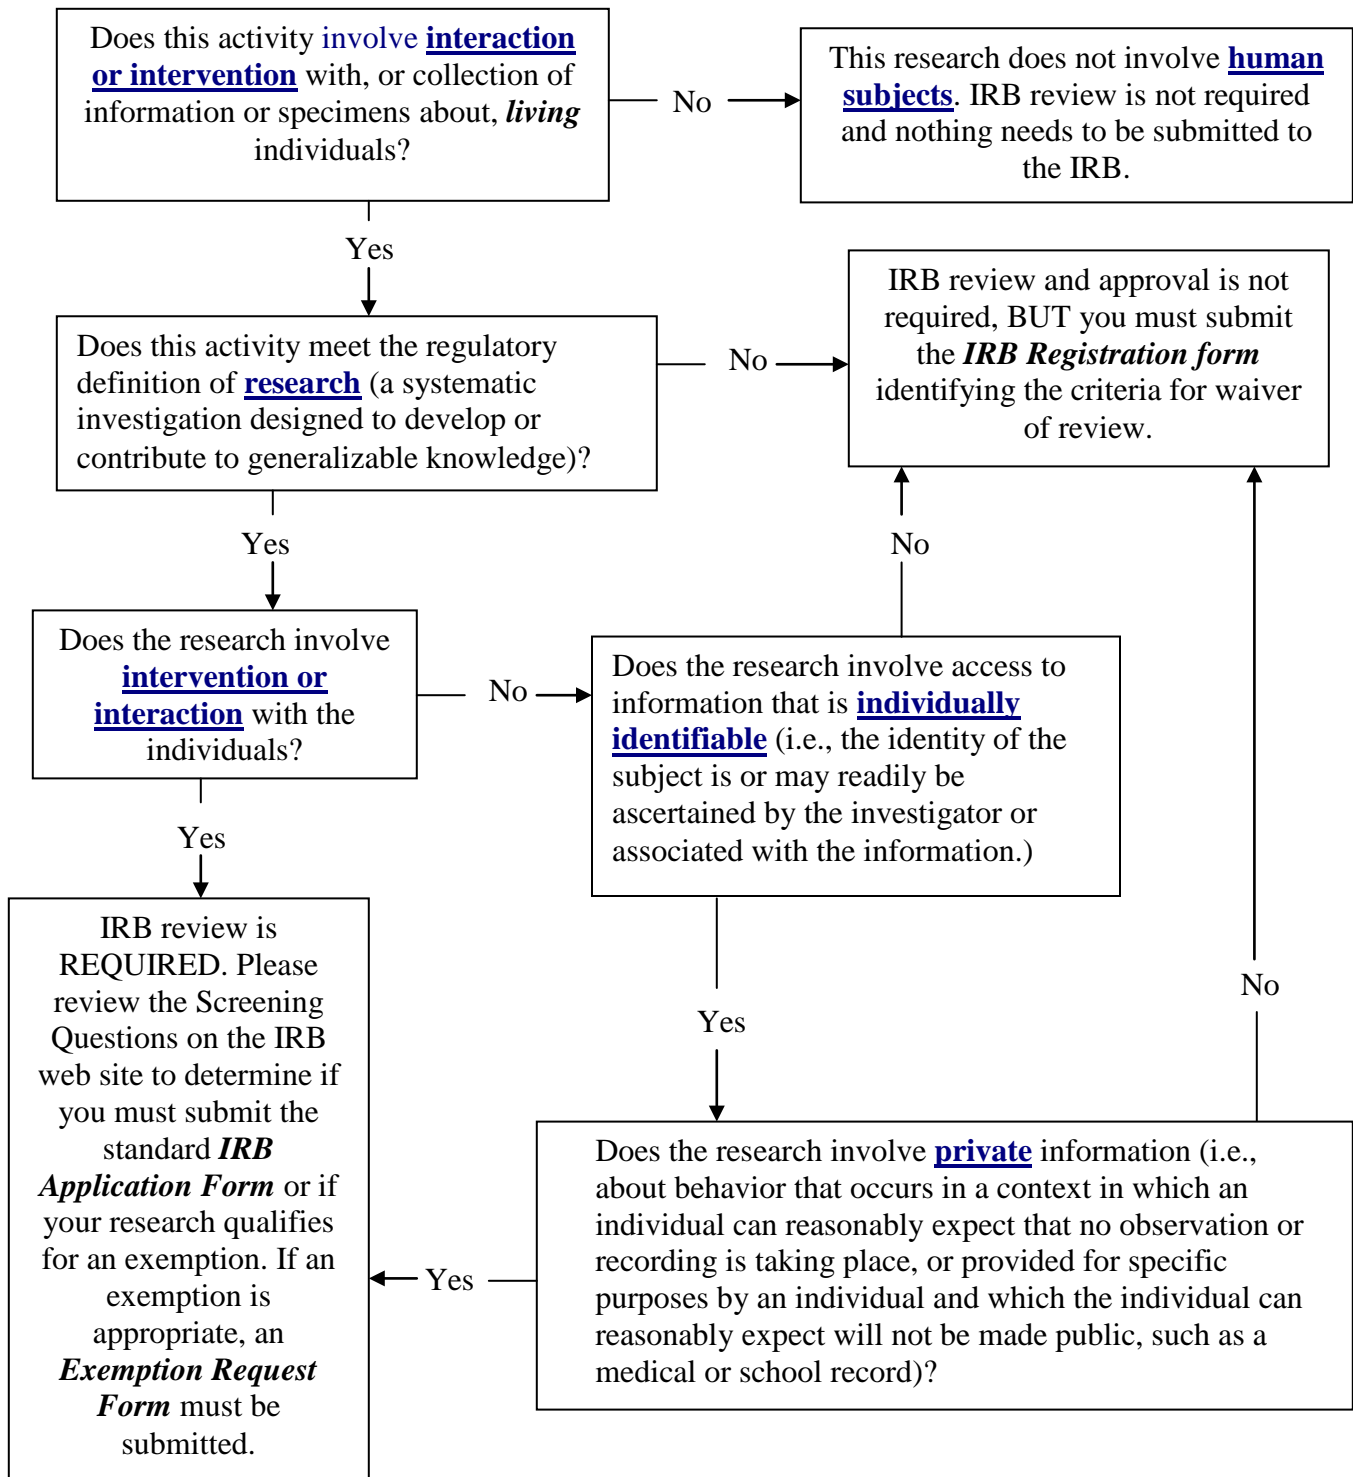 Does this activity involve interaction
or intervention with, or collection of
information or specimens about, living
individuals?
No
This research does not involve human
subjects. IRB review is not required
and nothing needs to be submitted to
the IRB.
Yes
Does this activity meet the regulatory
definition of research (a systematic
investigation designed to develop or
contribute to generalizable knowledge)?
No
IRB review and approval is not
required, BUT you must submit
the IRB Registration form
identifying the criteria for waiver
of review.
Yes
No
Does the research involve
intervention or
interaction with the
individuals?
No
Does the research involve access to
information that is individually
identifiable (i.e., the identity of the
subject is or may readily be
ascertained by the investigator or
associated with the information.)
Yes
IRB review is
REQUIRED. Please
review the Screening
Questions on the IRB
web site to determine if
you must submit the
standard IRB
Application Form or if
your research qualifies
for an exemption. If an
exemption is
appropriate, an
Exemption Request
Form must be
submitted.
Yes
No
Does the research involve private information (i.e.,
about behavior that occurs in a context in which an
individual can reasonably expect that no observation or
recording is taking place, or provided for specific
purposes by an individual and which the individual can
reasonably expect will not be made public, such as a
medical or school record)?
Yes